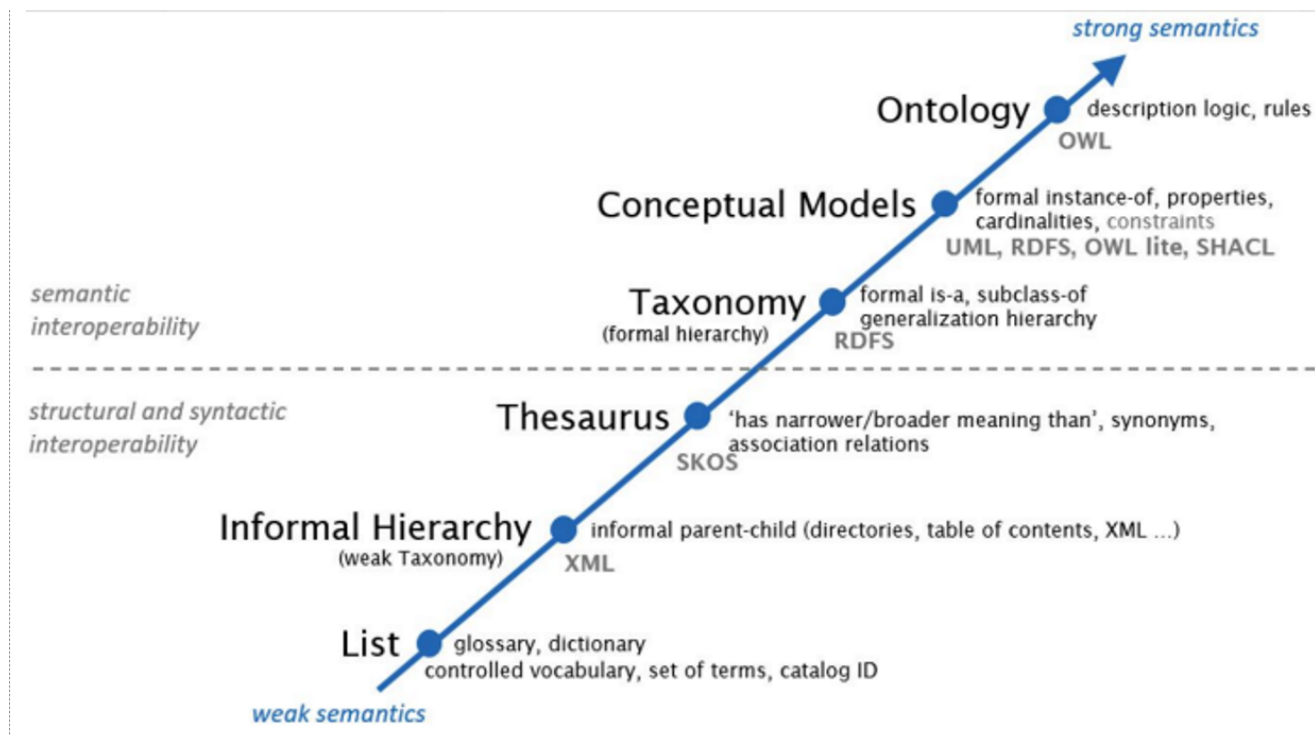 strong semantics
Ontology
description logic, rules
OWL
Conceptual Models
formal instance-of, properties,
cardinalities, constraints
UML, RDFS, OWL lite, SHACL
semantic
interoperability
Taxonomy
(formal hierarchy)
formal is-a, subclass-of
generalization hierarchy
RDFS
structural and syntactic
interoperability
Thesaurus
‘has narrower/broader meaning than’, synonyms,
association relations
SKOS
Informal Hierarchy
(weak Taxonomy)
informal parent-child (directories, table of contents, XML ...)
XML
List
glossary, dictionary
controlled vocabulary, set of terms, catalog ID
weak semantics